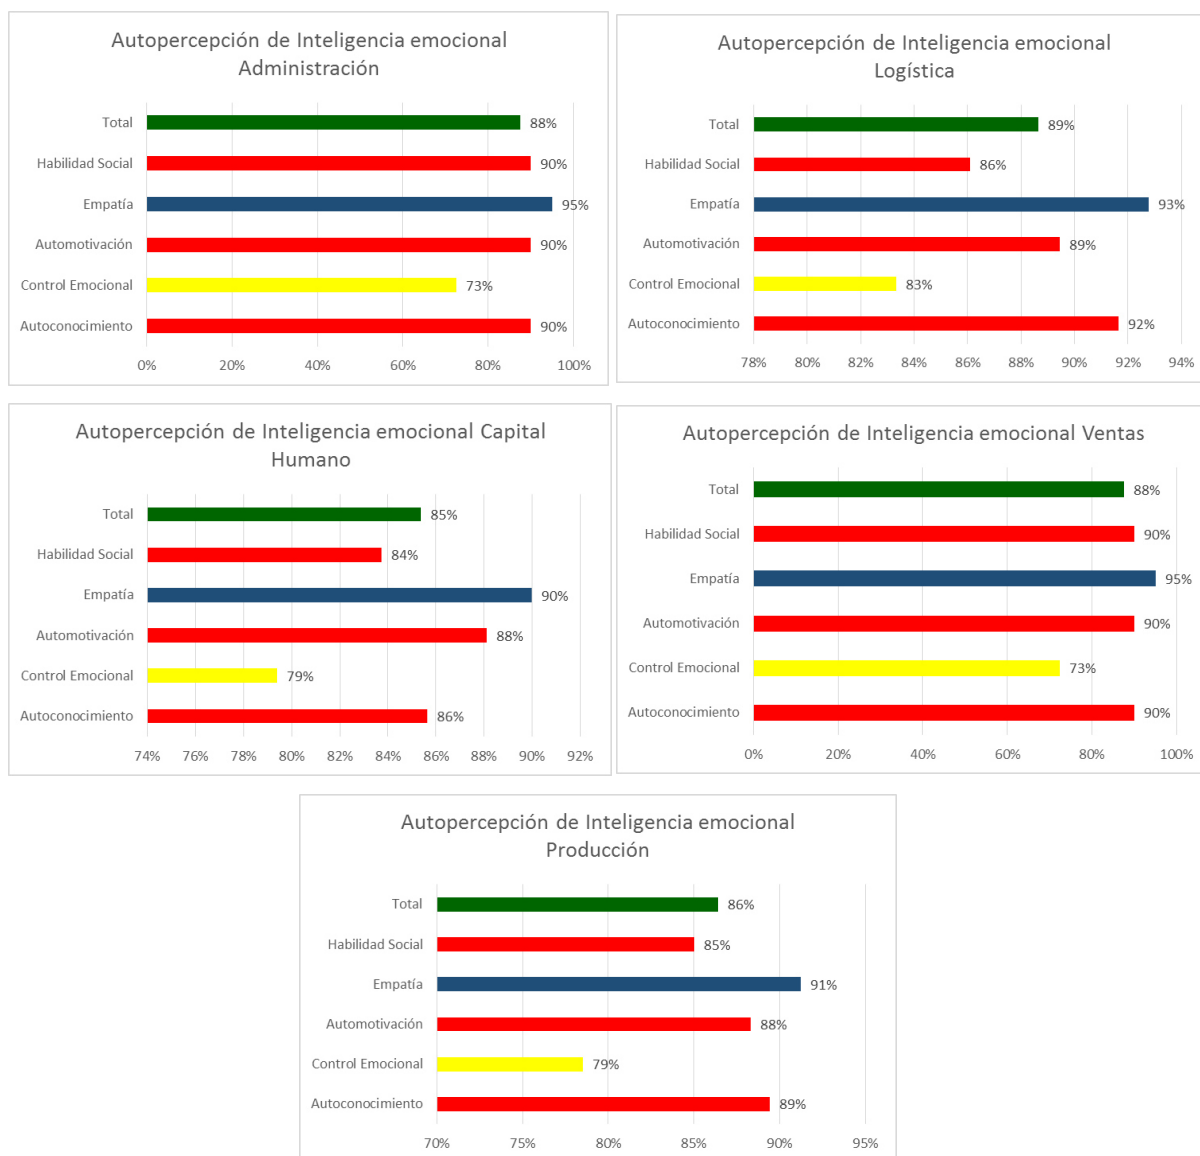 Autopercepción de Inteligencia emocional
Administración
Total 88%
Habilidad Social 90%
Empatía 95%
Automotivación 90%
Control Emocional 73%
Autoconocimiento 90%
0% 20% 40% 60% 80% 100%
Autopercepción de Inteligencia emocional
Logística
Total 89%
Habilidad Social 86%
Empatía 93%
Automotivación 89%
Control Emocional 83%
Autoconocimiento 92%
78% 80% 82% 84% 86% 88% 90% 92% 94%
Autopercepción de Inteligencia emocional Capital
Humano
Total 85%
Habilidad Social 84%
Empatía 90%
Automotivación 88%
Control Emocional 79%
Autoconocimiento 86%
74% 76% 78% 80% 82% 84% 86% 88% 90% 92%
Autopercepción de Inteligencia emocional Ventas
Total 88%
Habilidad Social 90%
Empatía 95%
Automotivación 90%
Control Emocional 73%
Autoconocimiento 90%
0% 20% 40% 60% 80% 100%
Autopercepción de Inteligencia emocional
Producción
Total 86%
Habilidad Social 85%
Empatía 91%
Automotivación 88%
Control Emocional 79%
Autoconocimiento 89%
70% 75% 80% 85% 90% 95%